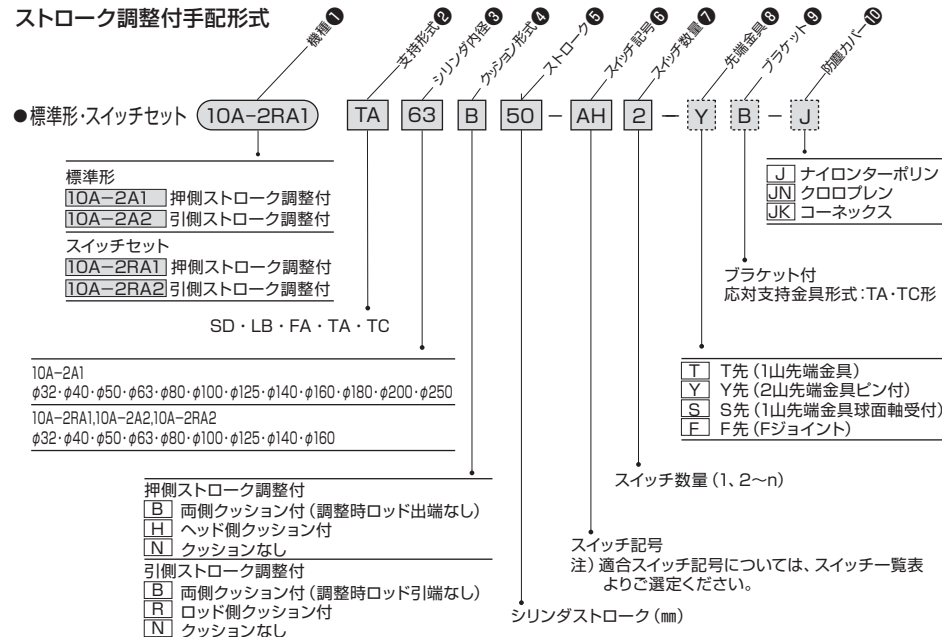 ストローク調整付手配形式
機種❶
支持形式❷
シリンダ内径❸
クッション形式❹
ストローク❺
スイッチ記号❻
スイッチ数量❼
先端金具❽
ブラケット❾
防塵カバー❿
●標準形・スイッチセット 10A-2RA1 TA 63 B 50 - AH 2 - Y B - J
標準形
10A-2A1 押側ストローク調整付
10A-2A2 引側ストローク調整付
スイッチセット
10A-2RA1 押側ストローク調整付
10A-2RA2 引側ストローク調整付
J ナイロンターポリン
JN クロロプレン
JK コーネックス
ブラケット付
応対支持金具形式:TA・TC形
SD・LB・FA・TA・TC
10A-2A1
φ32・φ40・φ50・φ63・φ80・φ100・φ125・φ140・φ160・φ180・φ200・φ250
10A-2RA1,10A-2A2,10A-2RA2
φ32・φ40・φ50・φ63・φ80・φ100・φ125・φ140・φ160
T T先(1山先端金具)
Y Y先(2山先端金具ピン付)
S S先(1山先端金具球面軸受付)
F F先(Fジョイント)
スイッチ数量(1、2〜n)
押側ストローク調整付
B 両側クッション付(調整時ロッド出端なし)
H ヘッド側クッション付
N クッションなし
引側ストローク調整付
B 両側クッション付(調整時ロッド引端なし)
R ロッド側クッション付
N クッションなし
スイッチ記号
注)適合スイッチ記号については、スイッチ一覧表
よりご選定ください。
シリンダストローク(㎜)